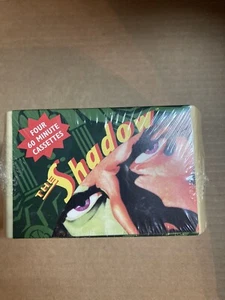 FOUR
60 MINUTE
CASSETTES
THE Shadow